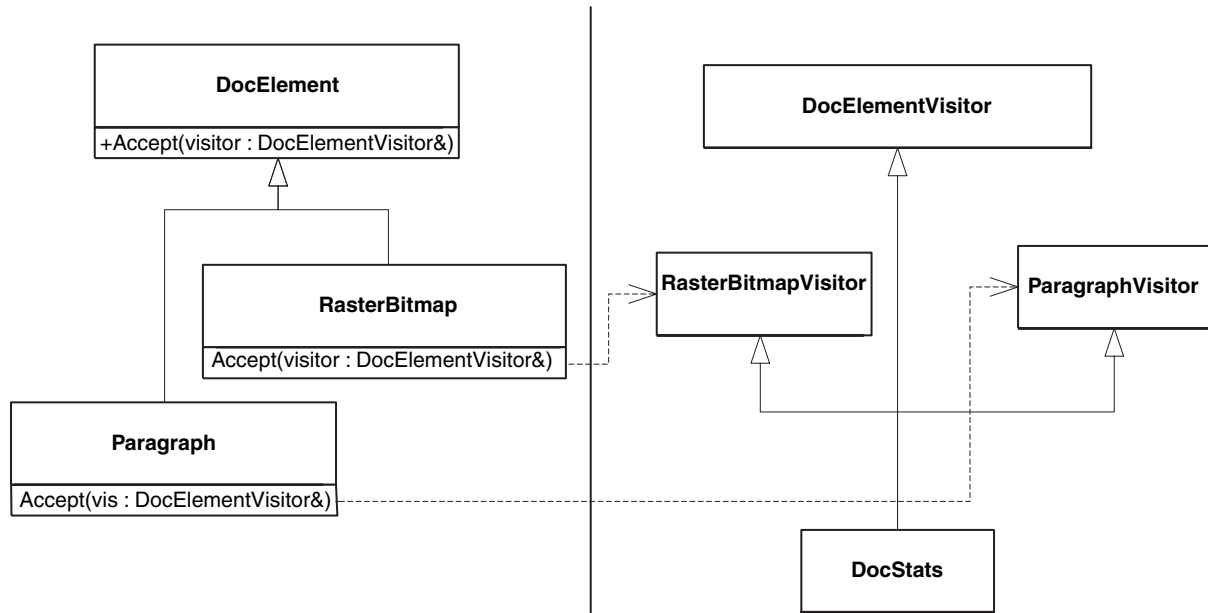 DocElement
+Accept(visitor : DocElementVisitor&)
RasterBitmap
Accept(visitor : DocElementVisitor&)
Paragraph
Accept(vis : DocElementVisitor&)
DocElementVisitor
RasterBitmapVisitor
ParagraphVisitor
DocStats